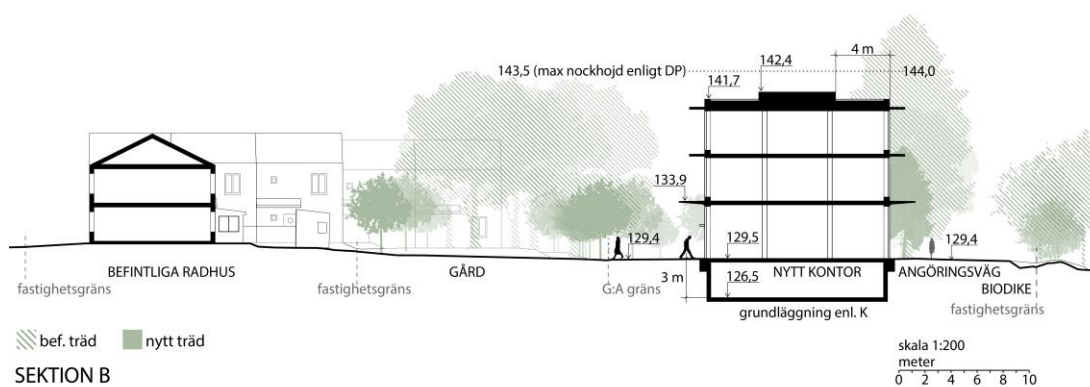 4 m
142,4
143,5 (max nockhojd enligt DP)
144,0
141,7
133,9
129,4
129,5
129,4
BEFINTLIGA RADHUS
GÅRD
3 m
126,5
NYTT KONTOR
ANGÖRINGSVÄG
BIODIKE
fastighetsgräns
fastighetsgräns
G:A gräns
fastighetsgräns
grundläggning enl. K
bef. träd
nytt träd
SEKTION B
skala 1:200
meter
0 2 4 6 8 10